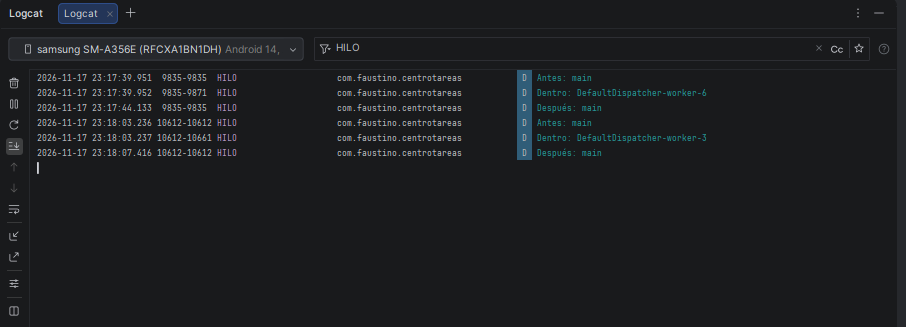 Logcat Logcat × +
samsung SM-A356E (RFCXA1BN1DH) Android 14, HILO × Cc
2026-11-17 23:17:39.951 9835-9835 HILO com.faustino.centrotareas D Antes: main
2026-11-17 23:17:39.952 9835-9871 HILO com.faustino.centrotareas D Dentro: DefaultDispatcher-worker-6
2026-11-17 23:17:44.133 9835-9835 HILO com.faustino.centrotareas D Después: main
2026-11-17 23:18:03.236 10612-10612 HILO com.faustino.centrotareas D Antes: main
2026-11-17 23:18:03.237 10612-10661 HILO com.faustino.centrotareas D Dentro: DefaultDispatcher-worker-3
2026-11-17 23:18:07.416 10612-10612 HILO com.faustino.centrotareas D Después: main